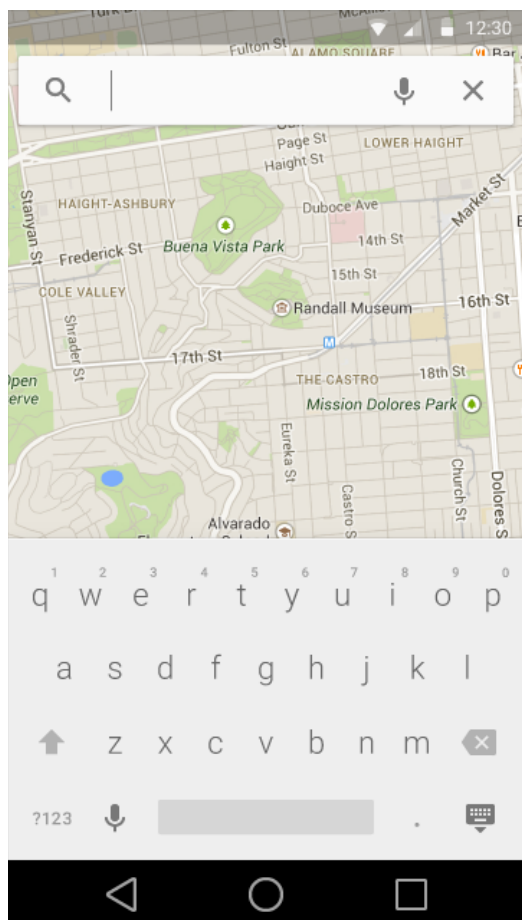 12:30
Fulton St
ALAMO SQUARE
Bar
Page St
LOWER HAIGHT
Haight St
Stanyan St
HAIGHT-ASHBURY
Duboce Ave
Market St
Frederick St
Buena Vista Park
14th St
15th St
COLE VALLEY
Randall Museum
16th St
Shrader St
17th St
THE CASTRO
18th St
Open
erve
Mission Dolores Park
Eureka St
Church St
Dolores S
Castro S
Alvarado
1 2 3 4 5 6 7 8 9 0
q w e r t y u i o p
a s d f g h j k l
z x c v b n m
?123 .